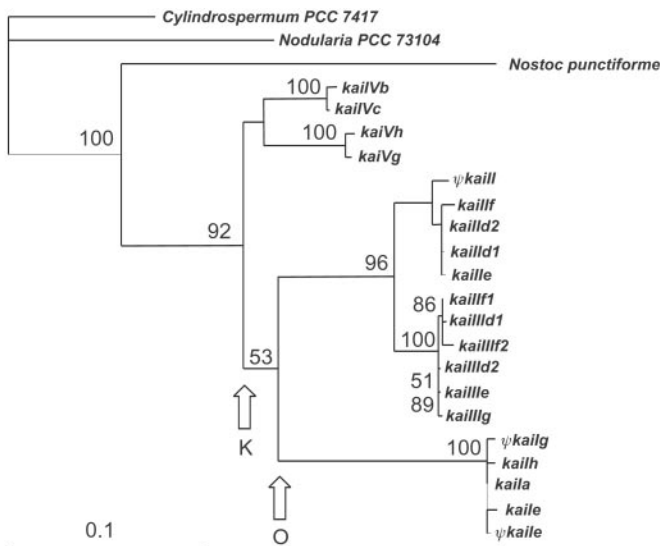 Cylindrospermum PCC 7417
Nodularia PCC 73104
Nostoc punctiforme
100 kaiIVb
kaiIVc
100 kaiVh
100 kaiVg
ψkaiII
kaiIIf
kaiIId2
92
kaiIId1
96 kaiIIe
86 kaiIIf1
kaiIIId1
100 kaiIIIf2
53 kaiIIId2
51 kaiIIIe
89 kaiIIIg
K 100 ψkaiIg
kaiIh
kaiIa
kaiIe
0.1 ψkaiIe
O